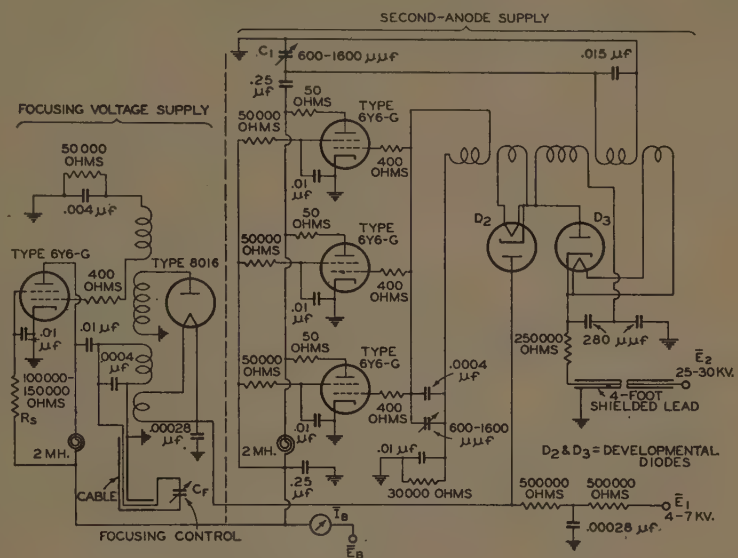 SECOND-ANODE SUPPLY
C1
600-1600 μμf
.015 μf
.25
μf
50
OHMS
TYPE
6Y6-G
FOCUSING VOLTAGE SUPPLY
50000
OHMS
50000
OHMS
400
OHMS
.01
μf
.004 μf
D2
D3
50
OHMS
TYPE
6Y6-G
TYPE 6Y6-G
TYPE 8016
50000
OHMS
400
OHMS
400
OHMS
.01
μf
.01 μf
.01
μf
280 μμf
50
OHMS
TYPE
6Y6-G
250000
OHMS
E2
25-30KV.
.0004
μf
50000
OHMS
.0004
μf
100000-
150000
OHMS
RS
400
OHMS
4-FOOT
SHIELDED LEAD
.01
μf
600-1600
μμf
.00028 μf
2 MH.
2 MH.
.01 μf
D2 & D3 = DEVELOPMENTAL
DIODES
CABLE
CF
.25
μf
30000 OHMS
500000
OHMS
500000
OHMS
E1
4-7 KV.
FOCUSING CONTROL
IB
EB
.00028 μf.